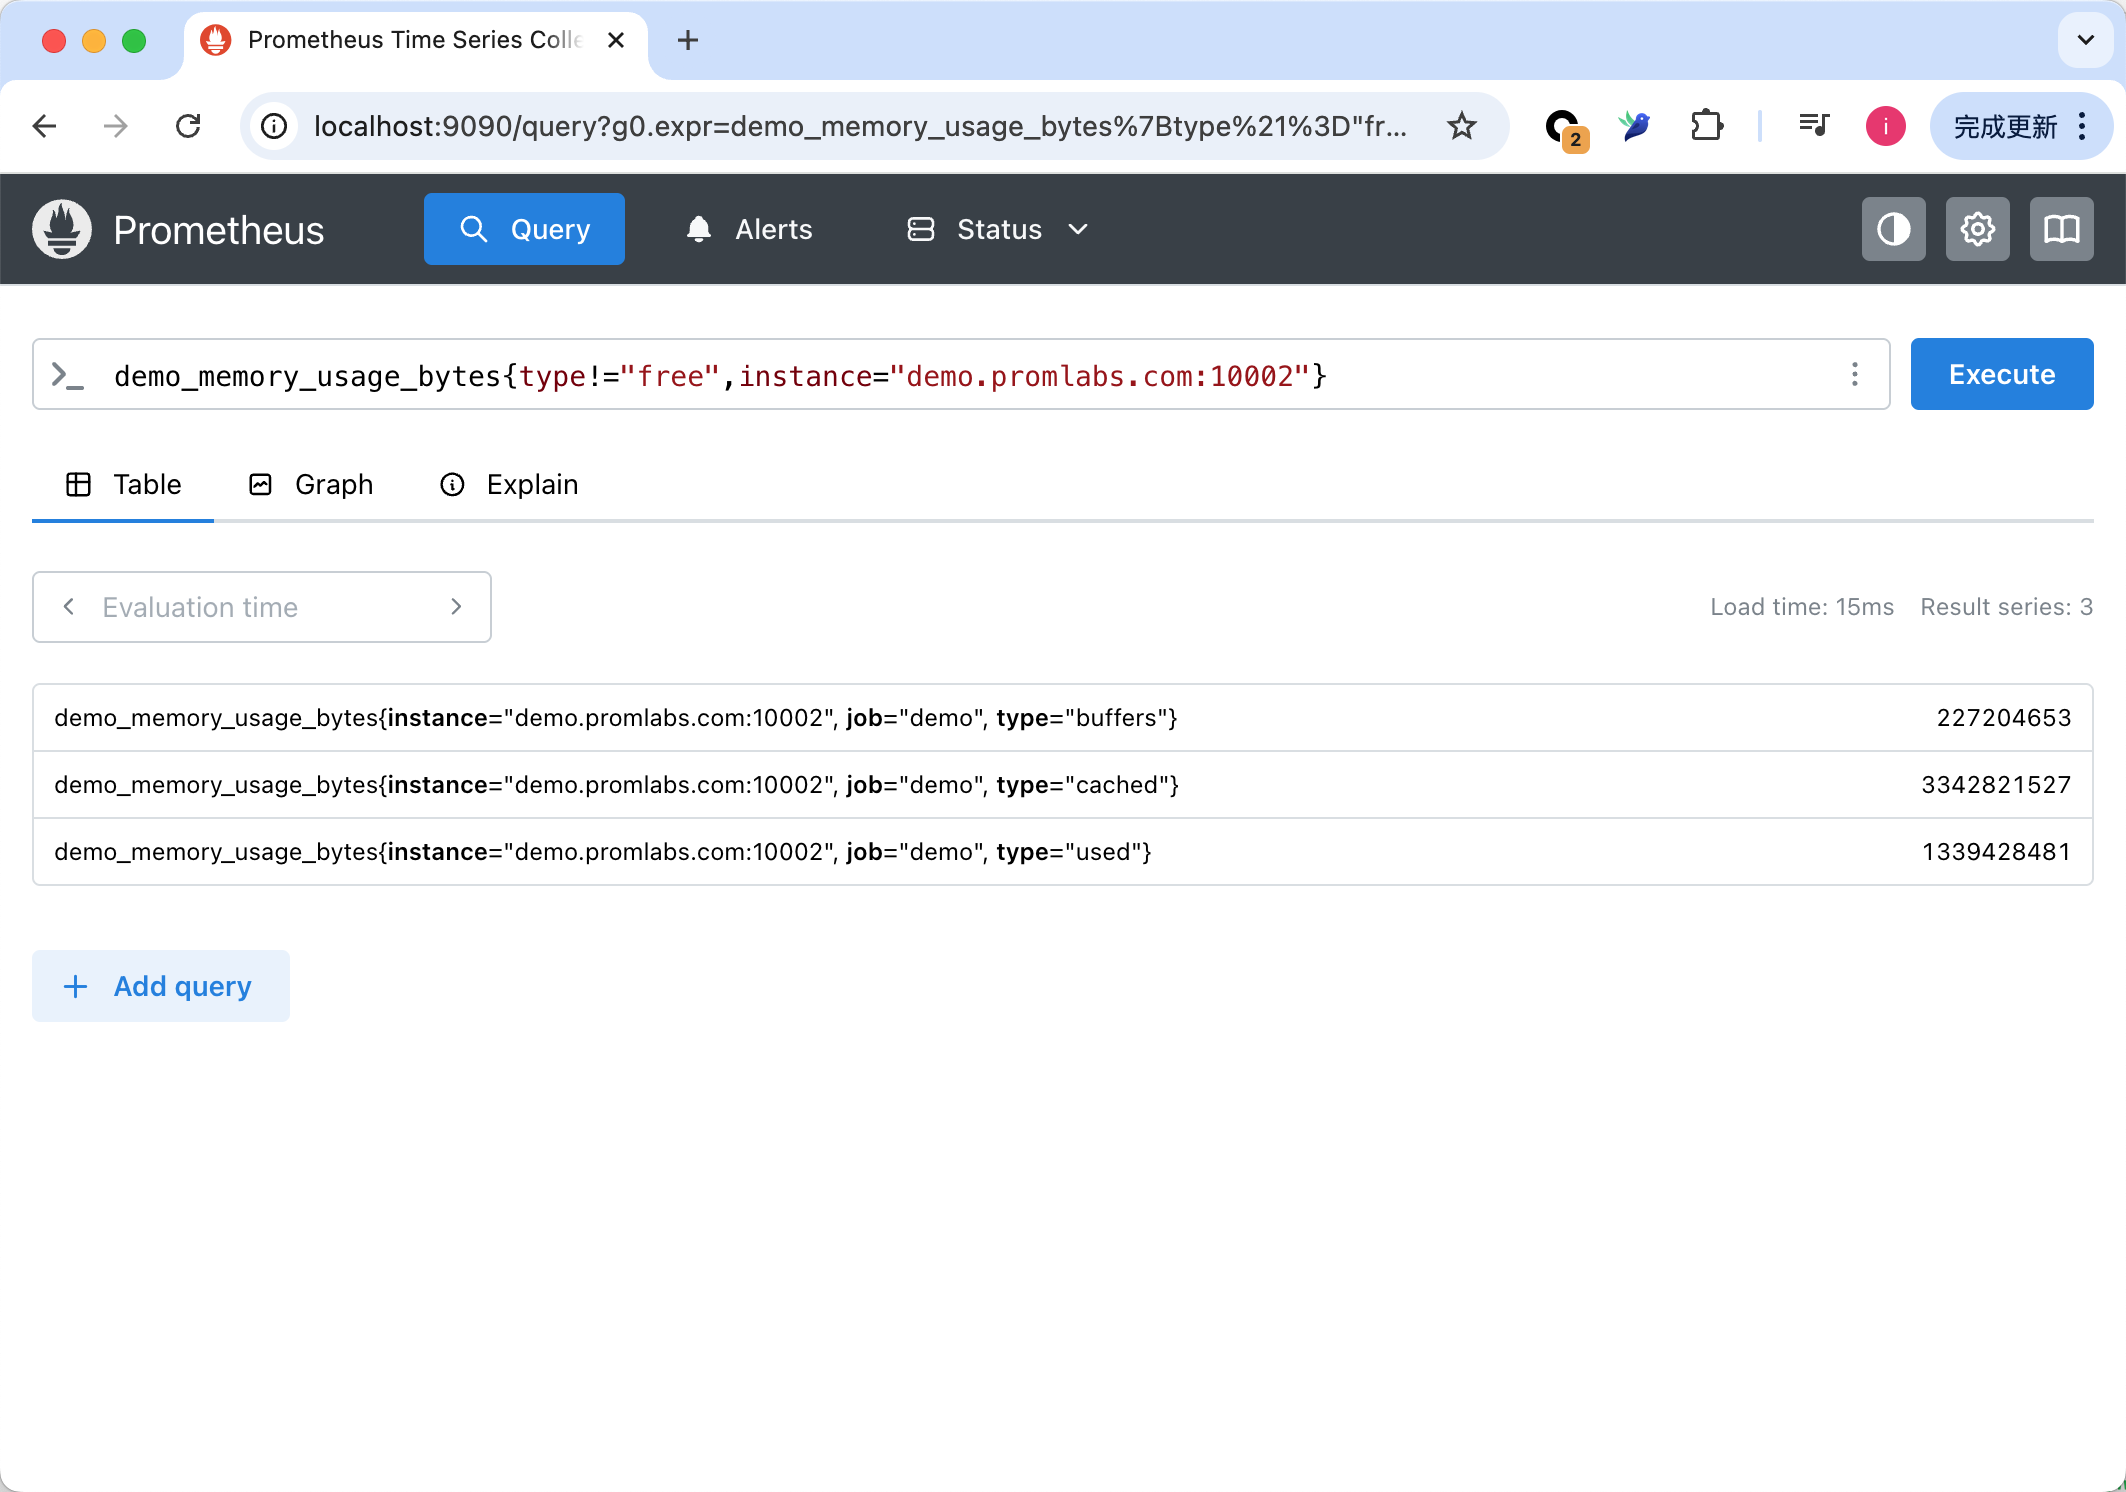 Prometheus Time Series Colle
localhost:9090/query?g0.expr=demo_memory_usage_bytes%7Btype%21%3D"fr...
2
i
完成更新
Prometheus
Query
Alerts
Status
demo_memory_usage_bytes{type!="free",instance="demo.promlabs.com:10002"}
Execute
Table
Graph
Explain
Evaluation time
Load time: 15ms Result series: 3
demo_memory_usage_bytes{instance="demo.promlabs.com:10002", job="demo", type="buffers"} 227204653
demo_memory_usage_bytes{instance="demo.promlabs.com:10002", job="demo", type="cached"} 3342821527
demo_memory_usage_bytes{instance="demo.promlabs.com:10002", job="demo", type="used"} 1339428481
Add query